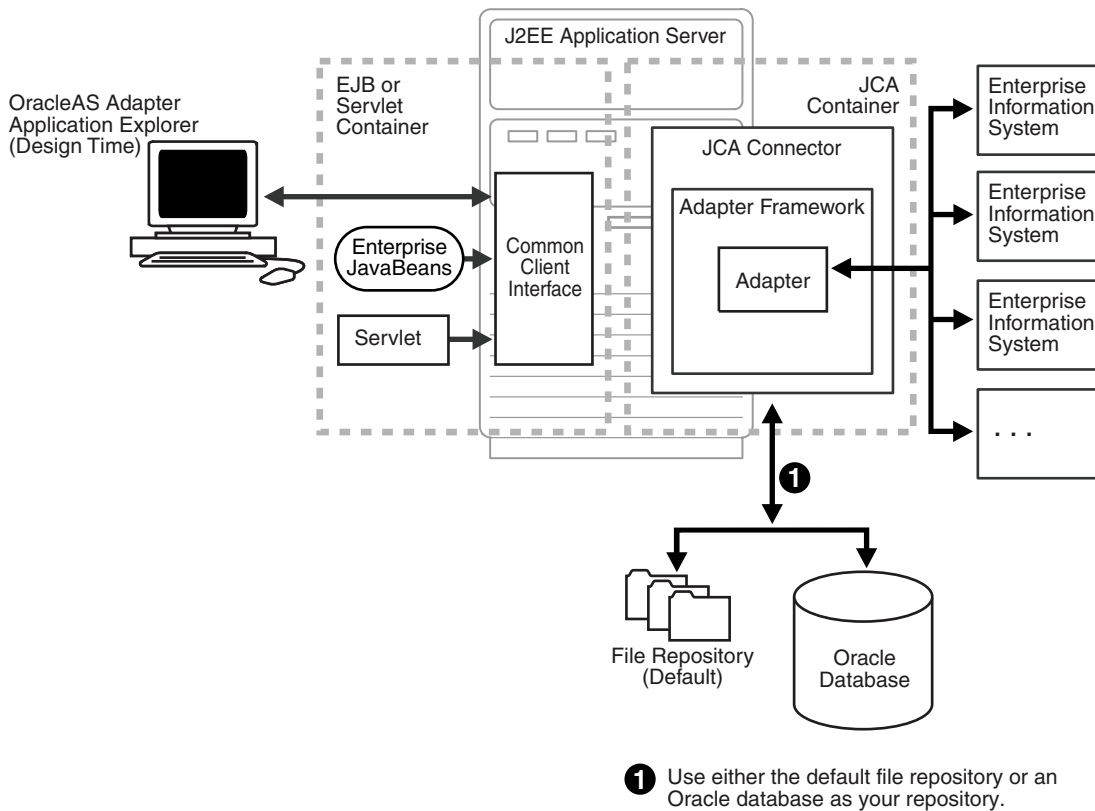 J2EE Application Server
EJB or
Servlet
Container
JCA
Container
OracleAS Adapter
Application Explorer
(Design Time)
JCA Connector
Adapter Framework
Adapter
Enterprise
JavaBeans
Servlet
Common
Client
Interface
Enterprise
Information
System
Enterprise
Information
System
Enterprise
Information
System
. . .
1
File Repository
(Default)
Oracle
Database
1 Use either the default file repository or an
Oracle database as your repository.